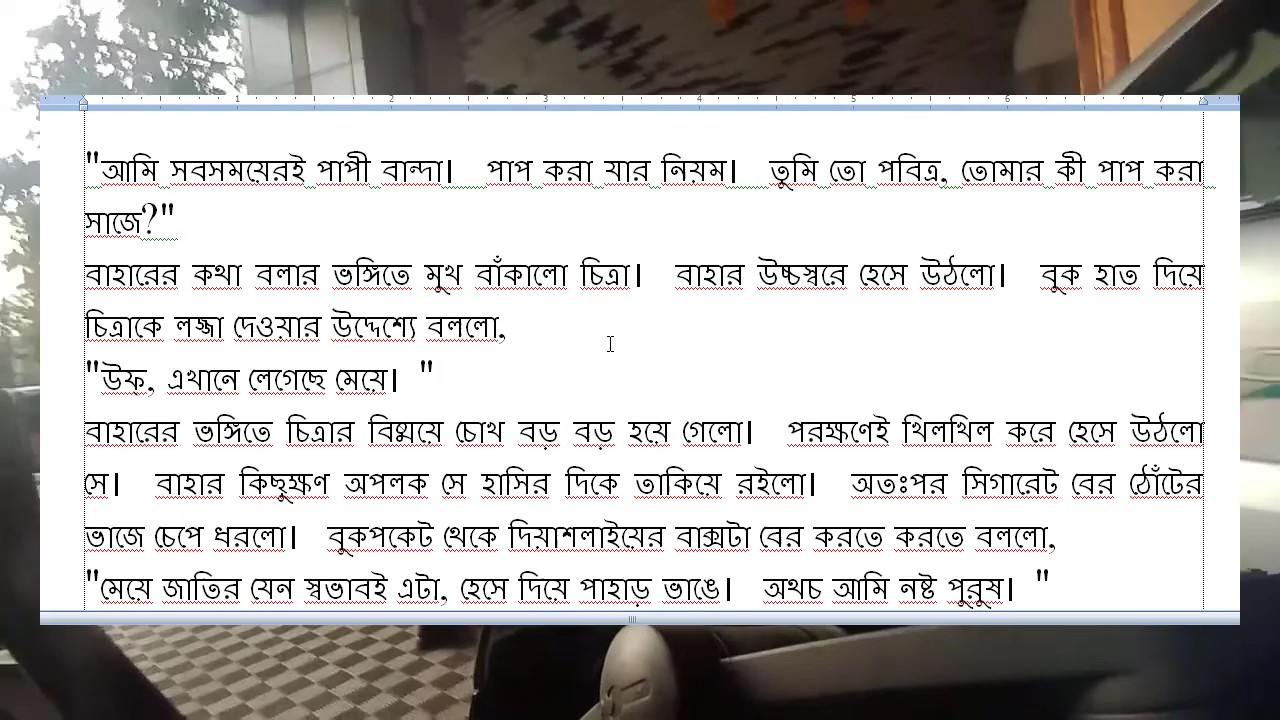 "আমি সবসময়েরই পাপী বান্দা। পাপ করা যার নিয়ম। তুমি তো পবিত্র, তোমার কী পাপ করা
সাজে?"
বাহারের কথা বলার ভঙ্গিতে মুখ বাঁকালো চিত্রা। বাহার উচ্চস্বরে হেসে উঠলো। বুক হাত দিয়ে
চিত্রাকে লজ্জা দেওয়ার উদ্দেশ্যে বললো,
"উফ, এখানে লেগেছে মেয়ে। "
বাহারের ভঙ্গিতে চিত্রার বিষ্ময়ে চোখ বড় বড় হয়ে গেলো। পরক্ষণেই খিলখিল করে হেসে উঠলো
সে। বাহার কিছুক্ষণ অপলক সে হাসির দিকে তাকিয়ে রইলো। অতঃপর সিগারেট বের ঠোঁটের
ভাজে চেপে ধরলো। বুকপকেট থেকে দিয়াশলাইয়ের বাক্সটা বের করতে করতে বললো,
"মেয়ে জাতির যেন স্বভাবই এটা, হেসে দিয়ে পাহাড় ভাঙে। অথচ আমি নষ্ট পুরুষ। "